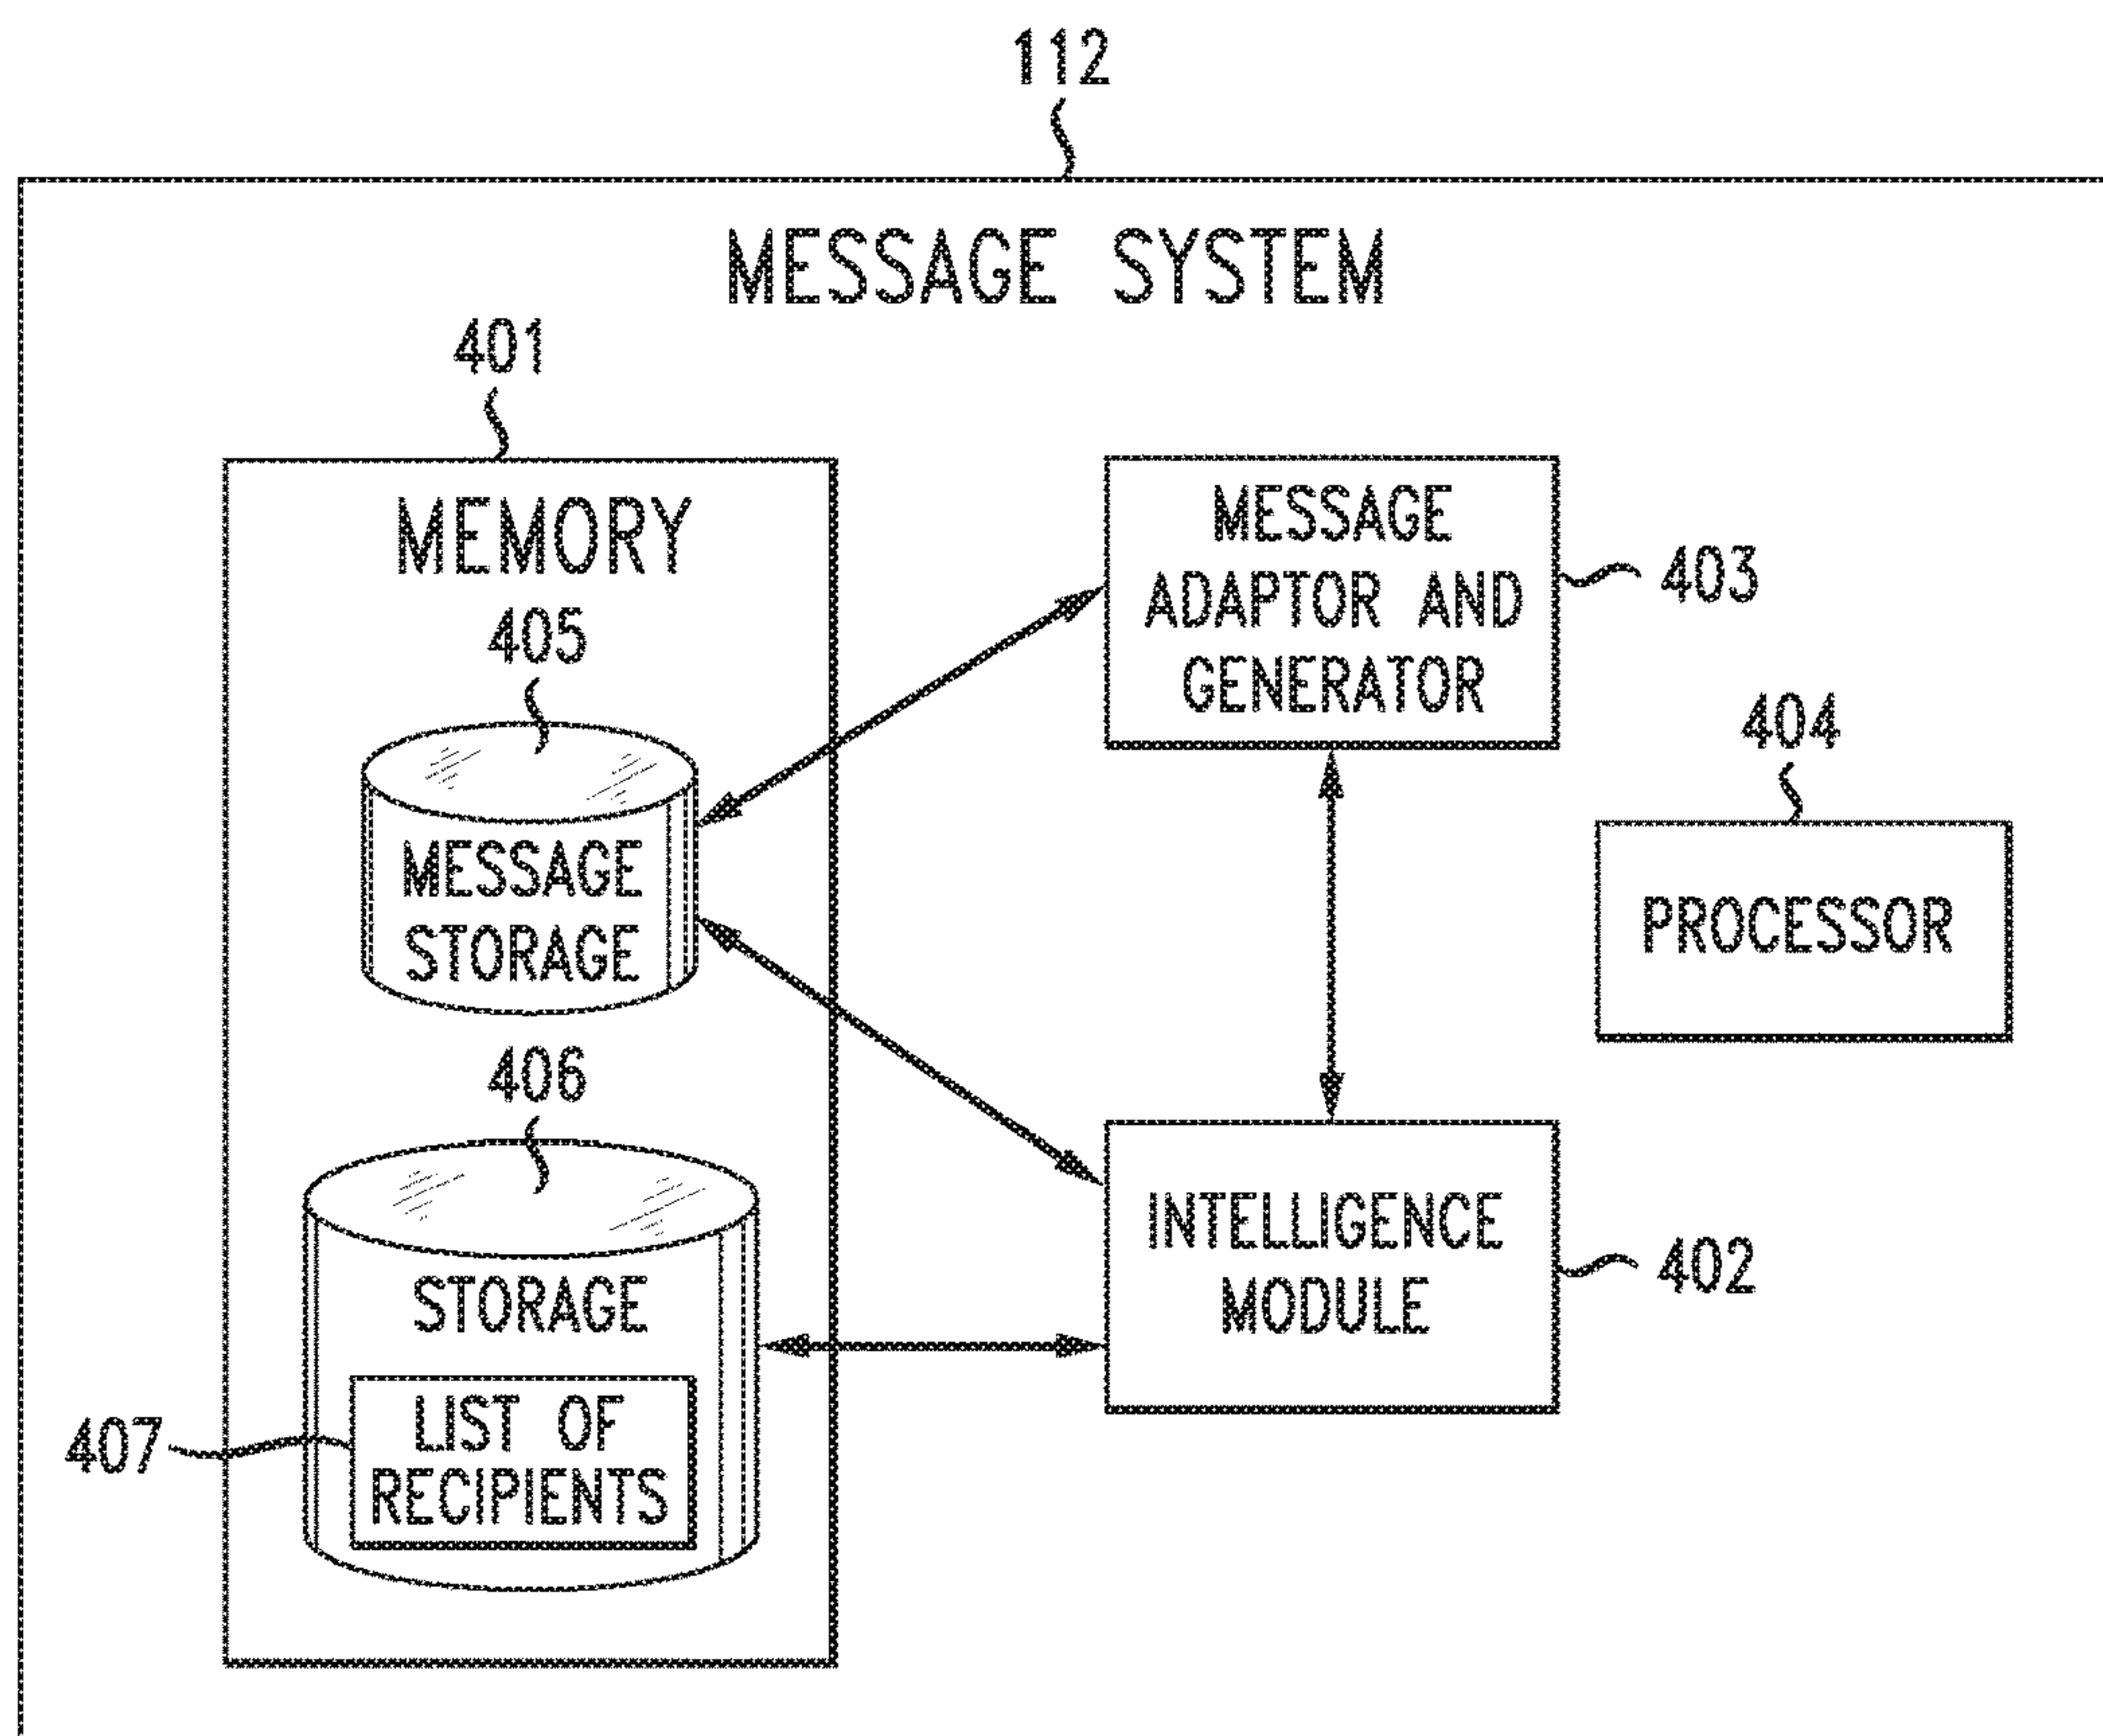 112
MESSAGE SYSTEM
401
MEMORY
405
MESSAGE
STORAGE
406
STORAGE
407
LIST OF
RECIPIENTS
MESSAGE
ADAPTOR AND
GENERATOR
403
404
PROCESSOR
INTELLIGENCE
MODULE
402